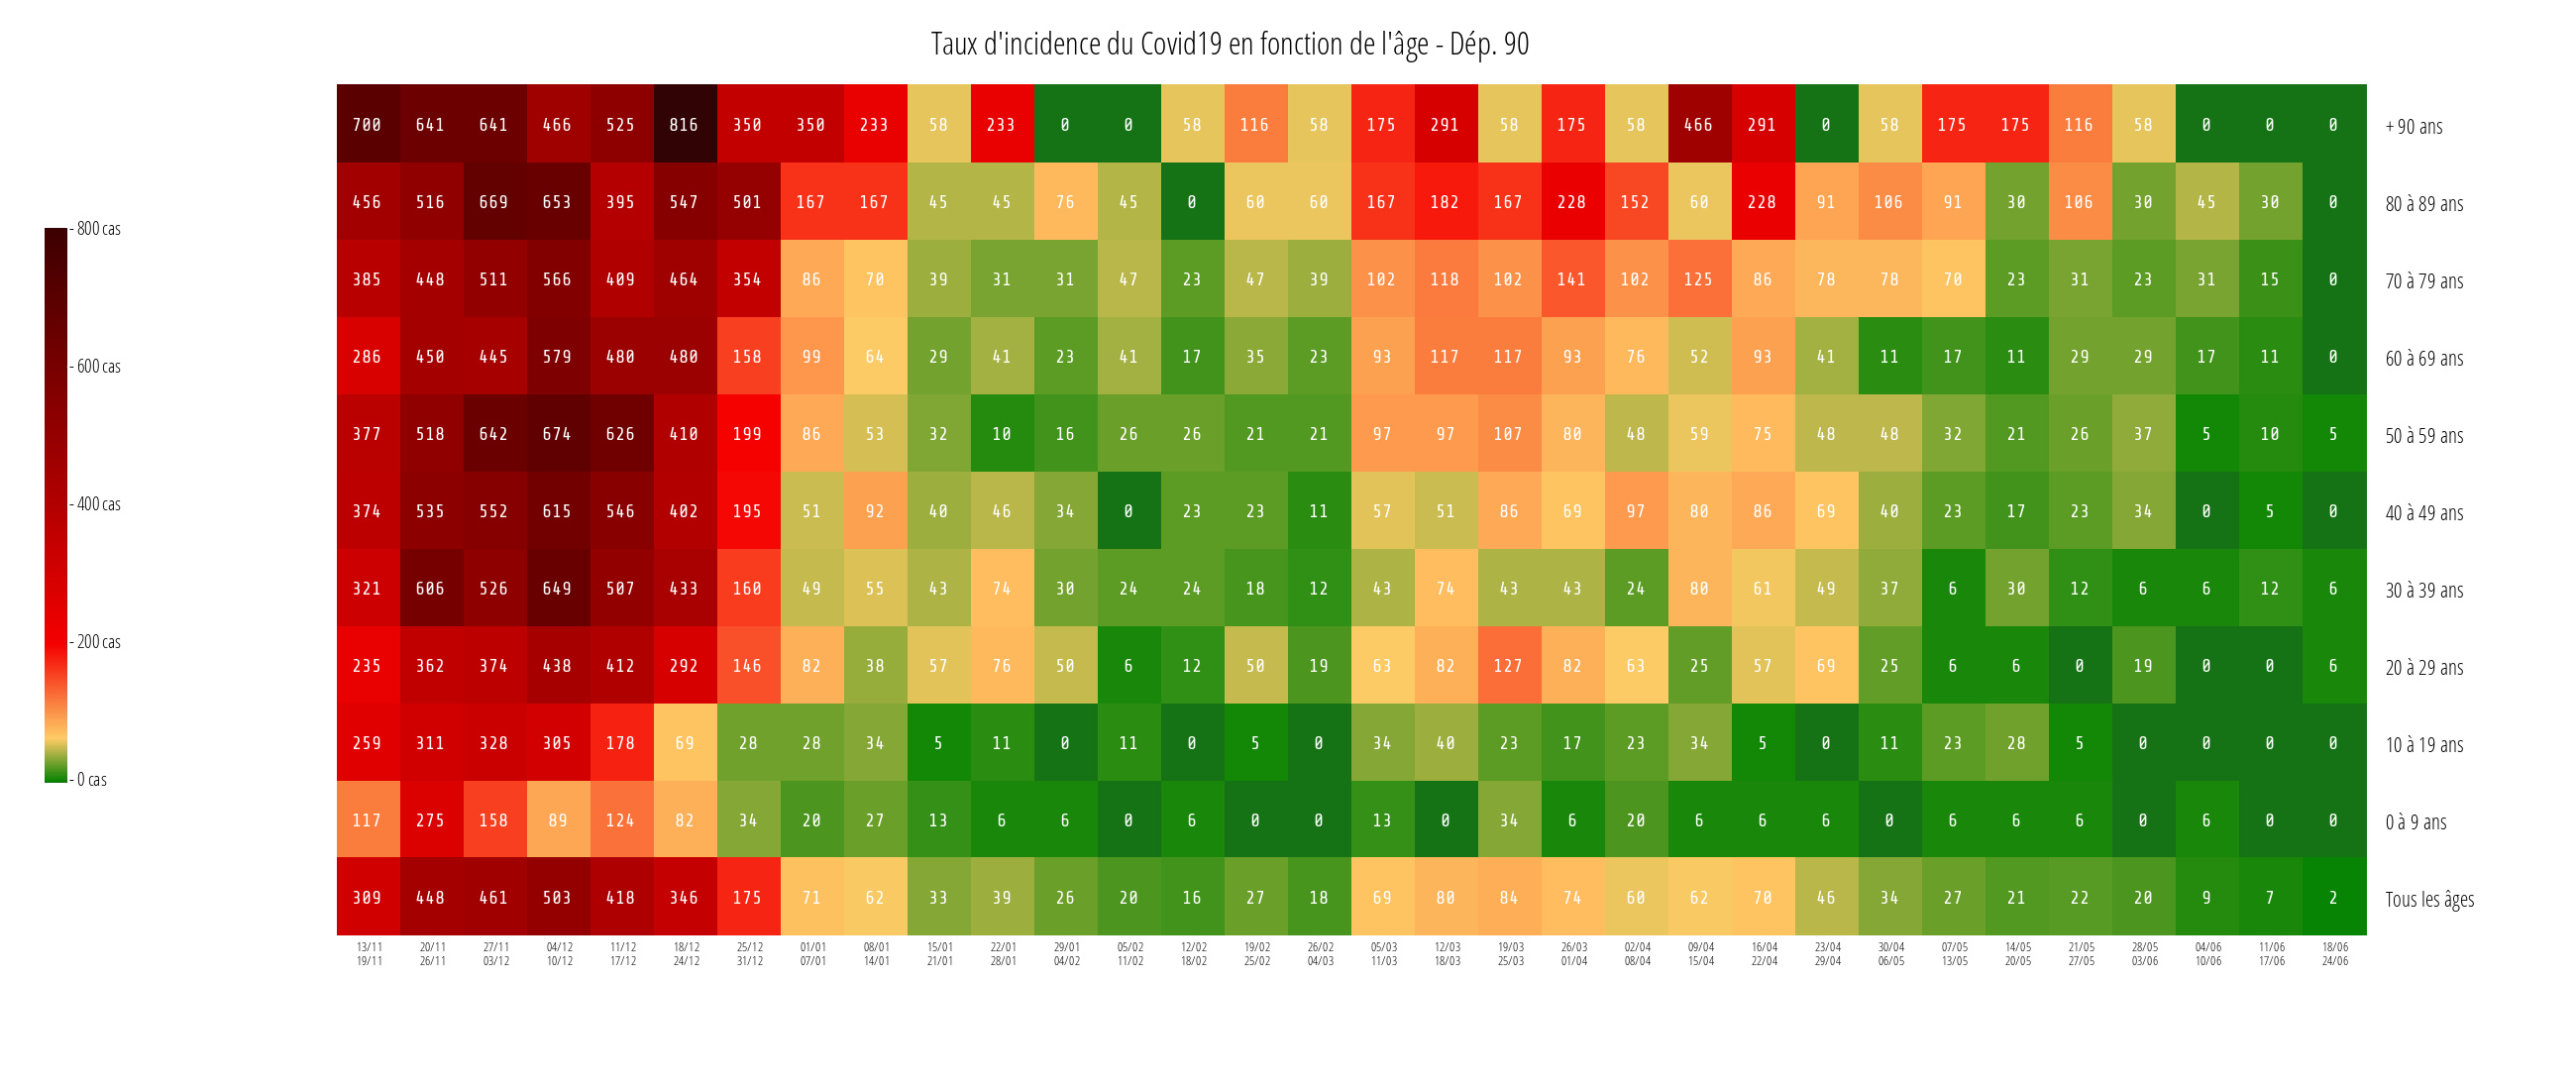 Taux d'incidence du Covid19 en fonction de l'âge - Dép. 90
700 641 641 466 525 816 350 350 233 58 233 0 0 58 116 58 175 291 58 175 58 466 291 0 58 175 175 116 58 0 0 0 + 90 ans
456 516 669 653 395 547 501 167 167 45 45 76 45 0 60 60 167 182 167 228 152 60 228 91 106 91 30 106 30 45 30 0 80 à 89 ans
385 448 511 566 409 464 354 86 70 39 31 31 47 23 47 39 102 118 102 141 102 125 86 78 78 70 23 31 23 31 15 0 70 à 79 ans
286 450 445 579 480 480 158 99 64 29 41 23 41 17 35 23 93 117 117 93 76 52 93 41 11 17 11 29 29 17 11 0 60 à 69 ans
377 518 642 674 626 410 199 86 53 32 10 16 26 26 21 21 97 97 107 80 48 59 75 48 48 32 21 26 37 5 10 5 50 à 59 ans
374 535 552 615 546 402 195 51 92 40 46 34 0 23 23 11 57 51 86 69 97 80 86 69 40 23 17 23 34 0 5 0 40 à 49 ans
321 606 526 649 507 433 160 49 55 43 74 30 24 24 18 12 43 74 43 43 24 80 61 49 37 6 30 12 6 6 12 6 30 à 39 ans
235 362 374 438 412 292 146 82 38 57 76 50 6 12 50 19 63 82 127 82 63 25 57 69 25 6 6 0 19 0 0 6 20 à 29 ans
259 311 328 305 178 69 28 28 34 5 11 0 11 0 5 0 34 40 23 17 23 34 5 0 11 23 28 5 0 0 0 0 10 à 19 ans
117 275 158 89 124 82 34 20 27 13 6 6 0 6 0 0 13 0 34 6 20 6 6 6 0 6 6 6 0 6 0 0 0 à 9 ans
309 448 461 503 418 346 175 71 62 33 39 26 20 16 27 18 69 80 84 74 60 62 70 46 34 27 21 22 20 9 7 2 Tous les âges
13/11 20/11 27/11 04/12 11/12 18/12 25/12 01/01 08/01 15/01 22/01 29/01 05/02 12/02 19/02 26/02 05/03 12/03 19/03 26/03 02/04 09/04 16/04 23/04 30/04 07/05 14/05 21/05 28/05 04/06 11/06 18/06
19/11 26/11 03/12 10/12 17/12 24/12 31/12 07/01 14/01 21/01 28/01 04/02 11/02 18/02 25/02 04/03 11/03 18/03 25/03 01/04 08/04 15/04 22/04 29/04 06/05 13/05 20/05 27/05 03/06 10/06 17/06 24/06
- 800 cas
- 600 cas
- 400 cas
- 200 cas
- 0 cas